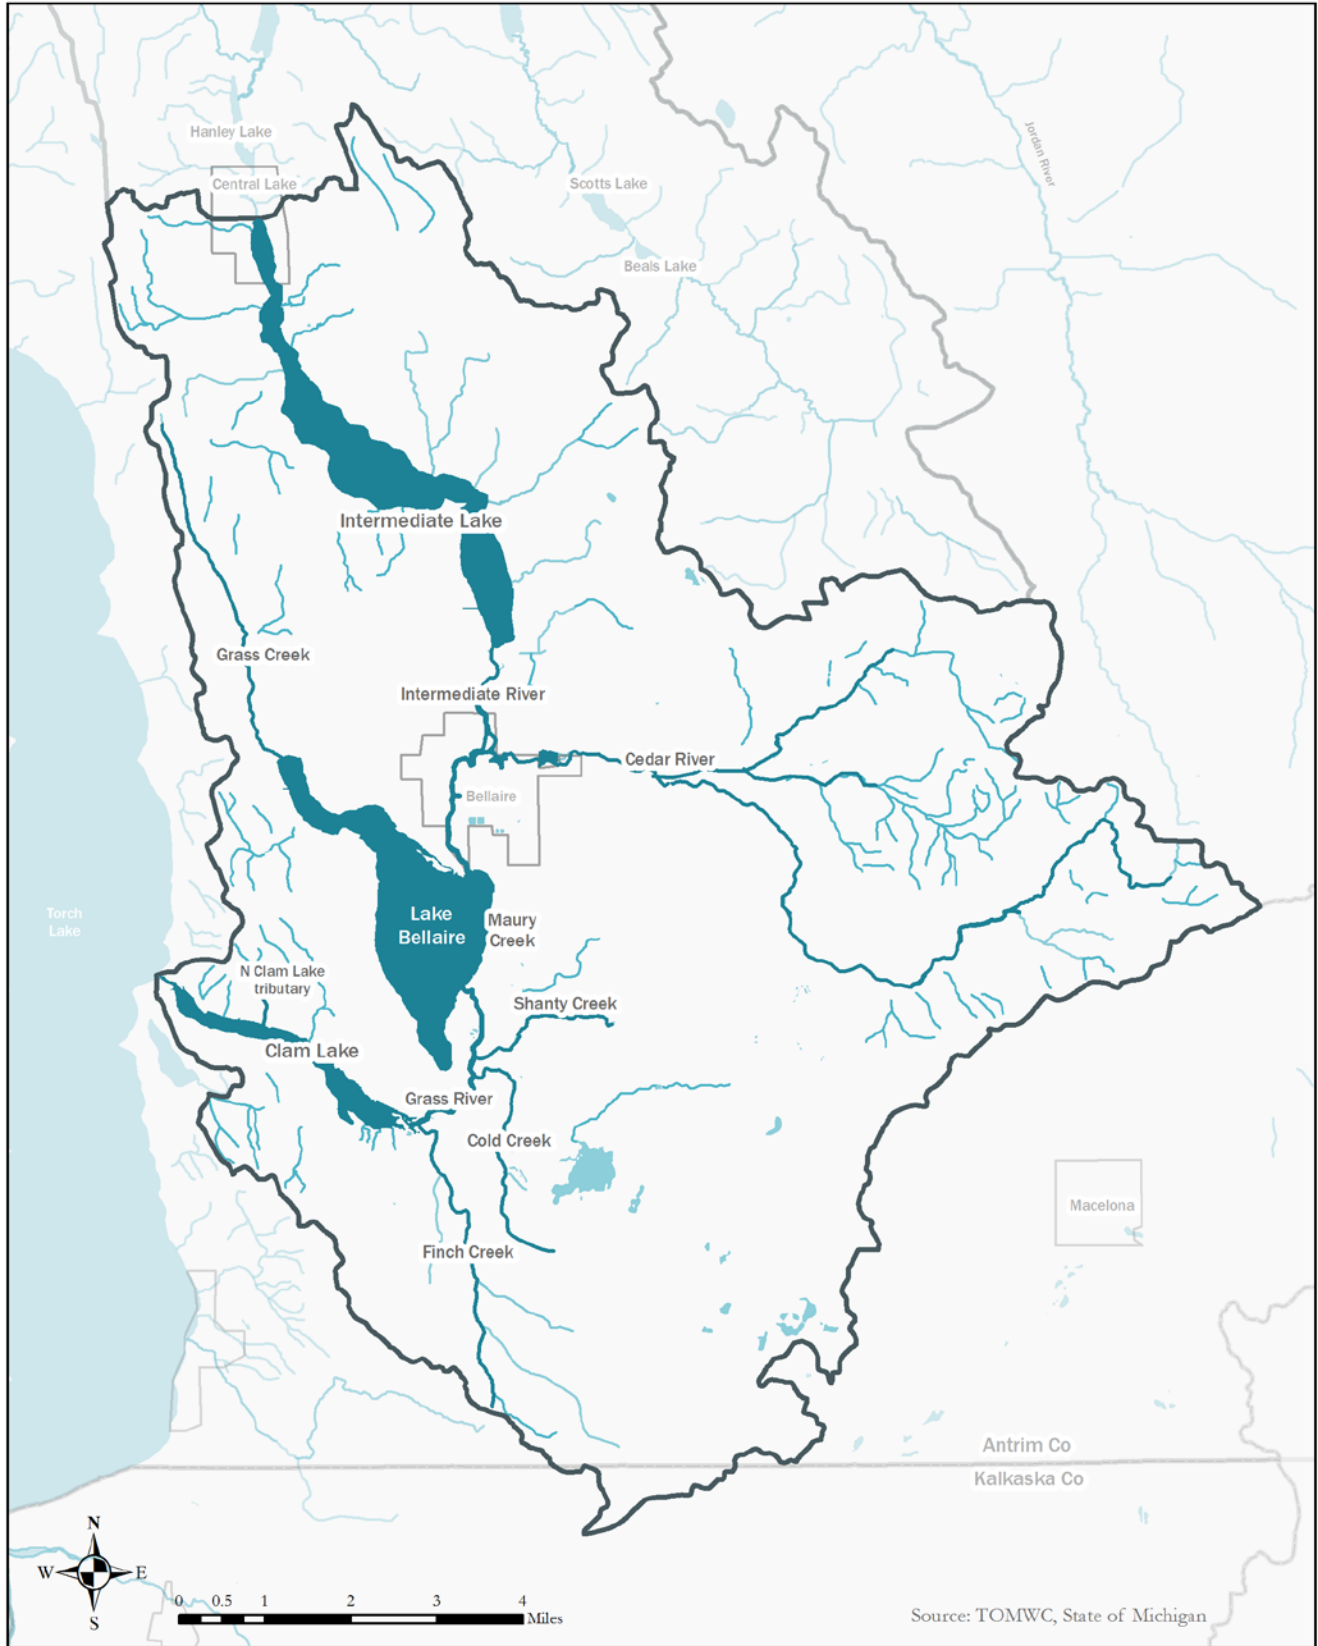 Hanley Lake
Central Lake
Scotts Lake
Jordan River
Beals Lake
Intermediate Lake
Grass Creek
Intermediate River
Cedar River
Bellaire
Torch
Lake
Lake
Bellaire
Maury
Creek
N Clam Lake
tributary
Shanty Creek
Clam Lake
Grass River
Cold Creek
Macelona
Finch Creek
Antrim Co
Kalkaska Co
N
W E
S
0 0.5 1 2 3 4
Miles
Source: TOMWC, State of Michigan